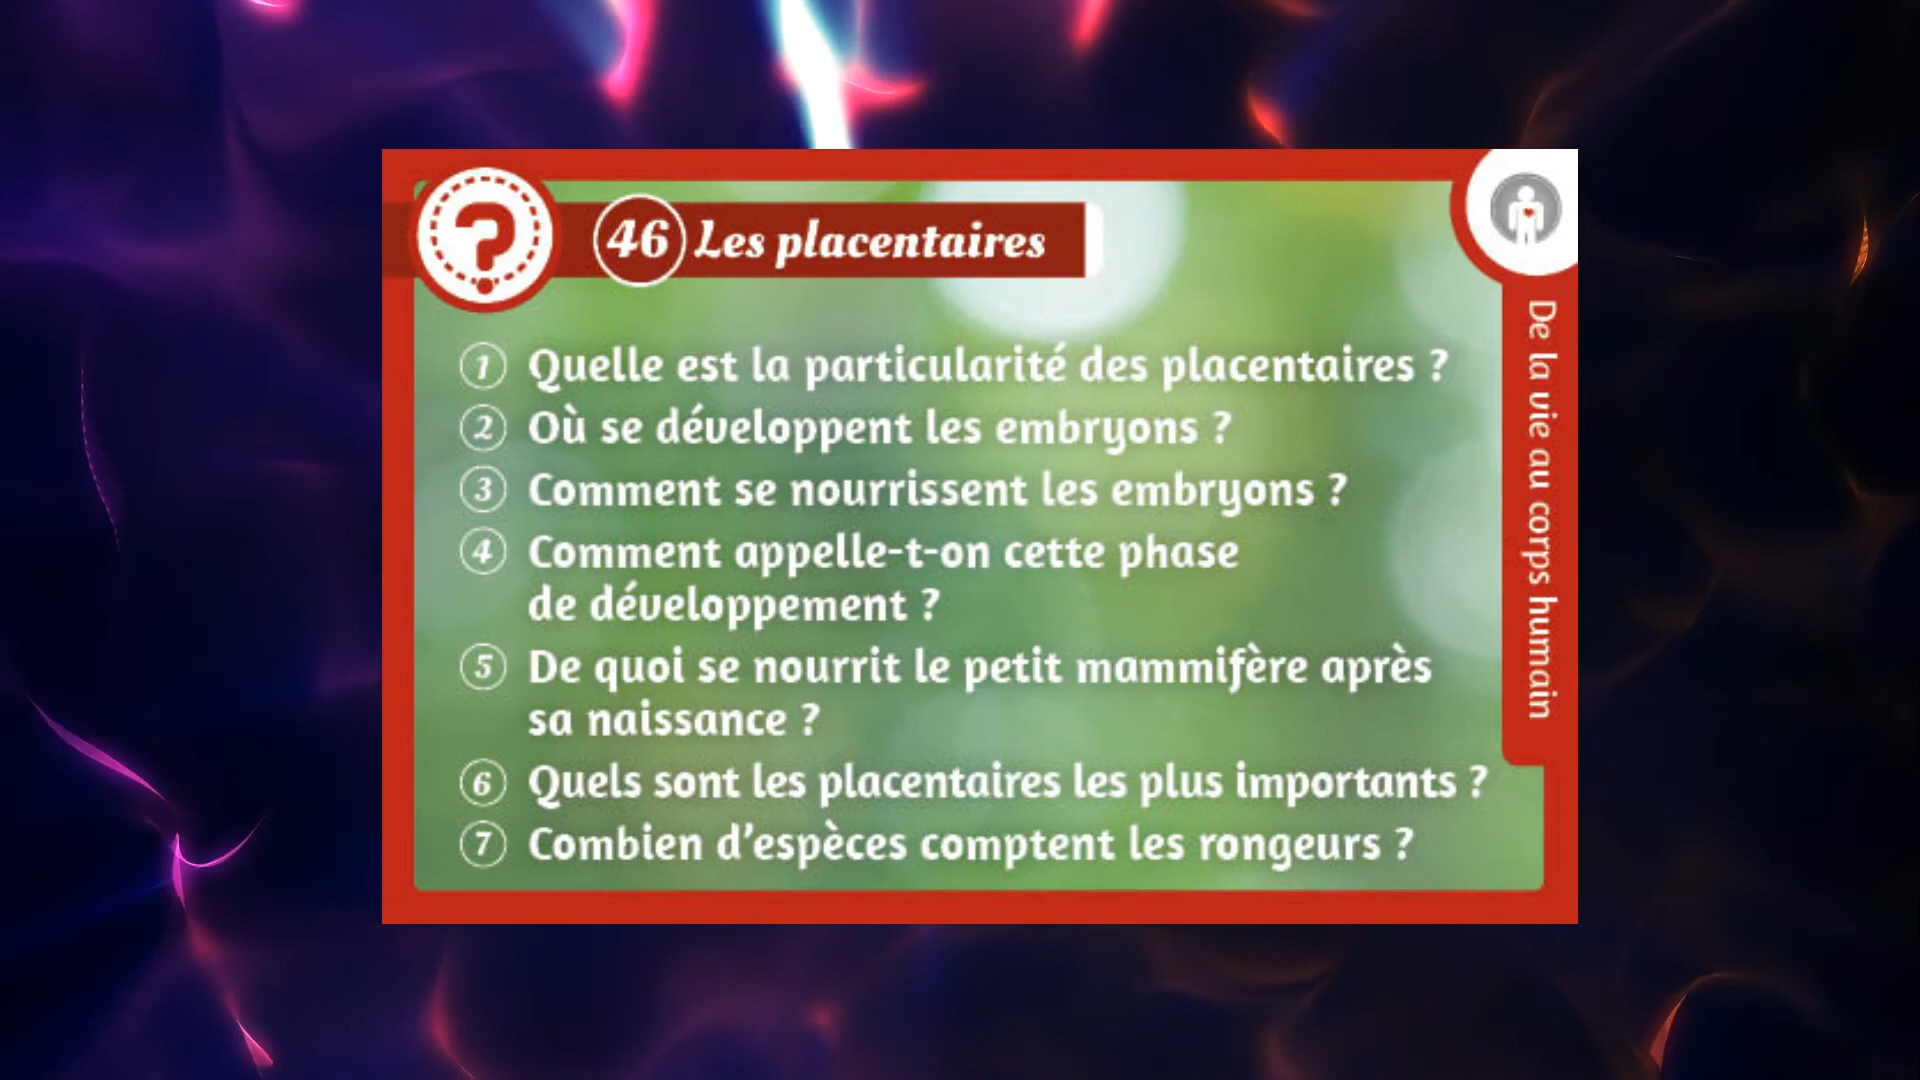 46 Les placentaires
1 Quelle est la particularité des placentaires ?
2 Où se développent les embryons ?
3 Comment se nourrissent les embryons ?
4 Comment appelle-t-on cette phase
de développement ?
5 De quoi se nourrit le petit mammifère après
sa naissance ?
6 Quels sont les placentaires les plus importants ?
7 Combien d’espèces comptent les rongeurs ?
De la vie au corps humain